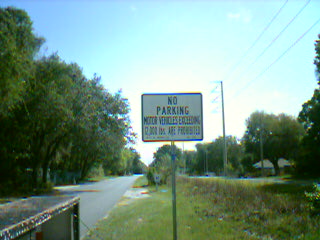 NO
PARKING
MOTOR VEHICLES EXCEEDING
12,000 lbs. ARE PROHIBITED